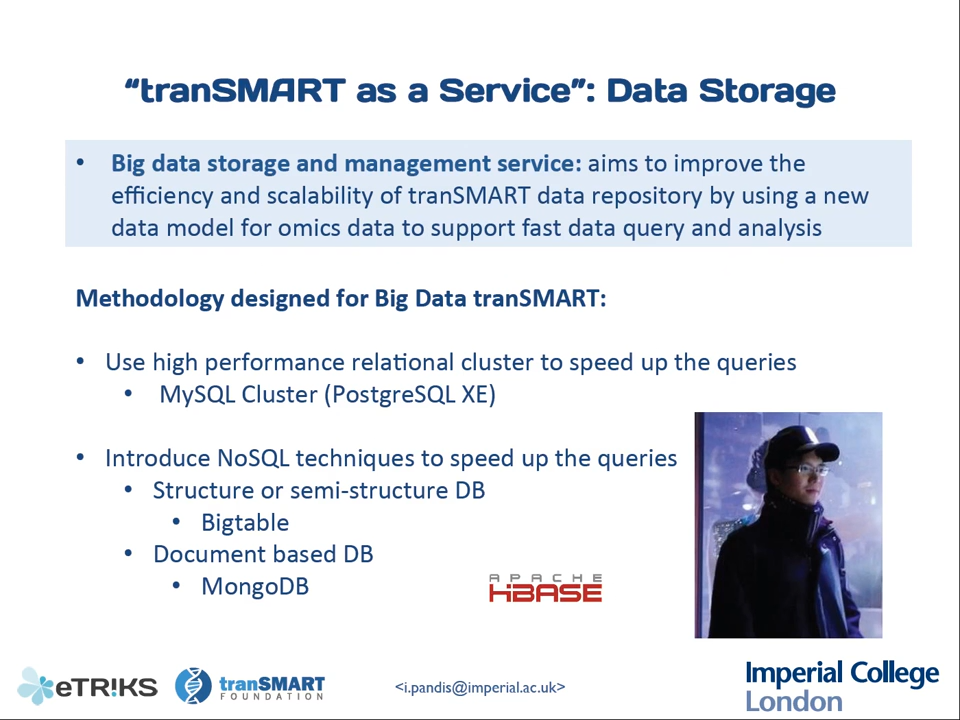 “tranSMART as a Service”: Data Storage
• Big data storage and management service: aims to improve the
efficiency and scalability of tranSMART data repository by using a new
data model for omics data to support fast data query and analysis
Methodology designed for Big Data tranSMART:
• Use high performance relational cluster to speed up the queries
• MySQL Cluster (PostgreSQL XE)
• Introduce NoSQL techniques to speed up the queries
• Structure or semi-structure DB
• Bigtable
• Document based DB
• MongoDB
APACHE
HBASE
eTRIKS
tranSMART
FOUNDATION
<i.pandis@imperial.ac.uk>
Imperial College
London